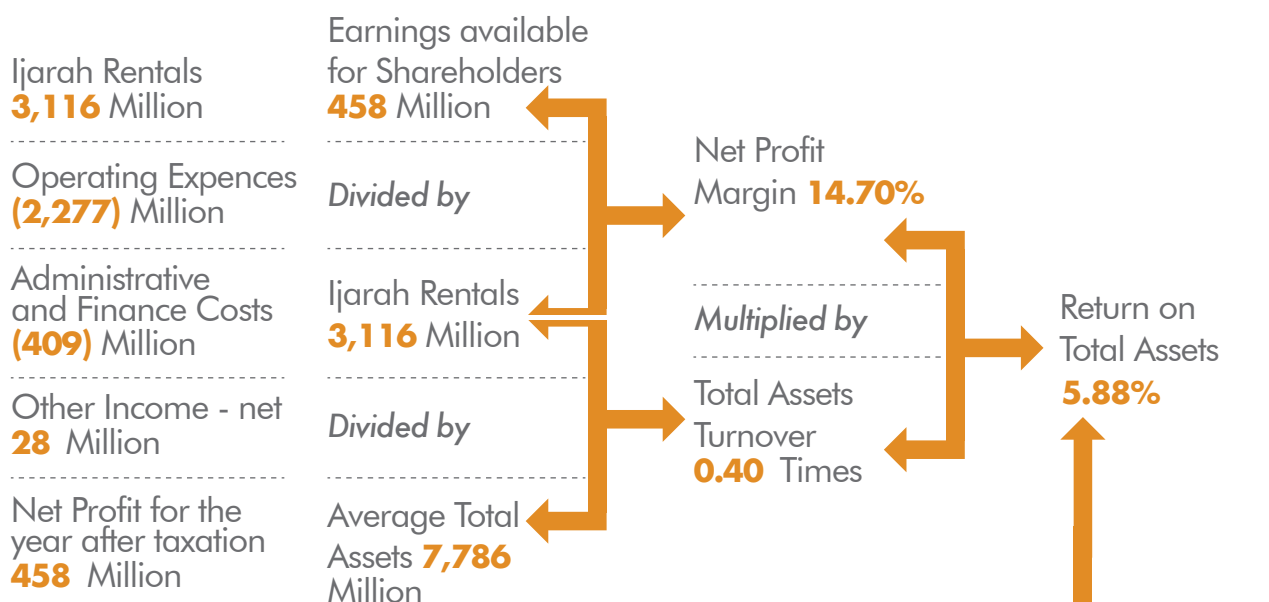 Ijarah Rentals
3,116 Million
Operating Expences
(2,277) Million
Administrative
and Finance Costs
(409) Million
Other Income - net
28 Million
Net Profit for the
year after taxation
458 Million
Earnings available
for Shareholders
458 Million
Divided by
Ijarah Rentals
3,116 Million
Divided by
Average Total
Assets 7,786
Million
Net Profit
Margin 14.70%
Multiplied by
Total Assets
Turnover
0.40 Times
Return on
Total Assets
5.88%